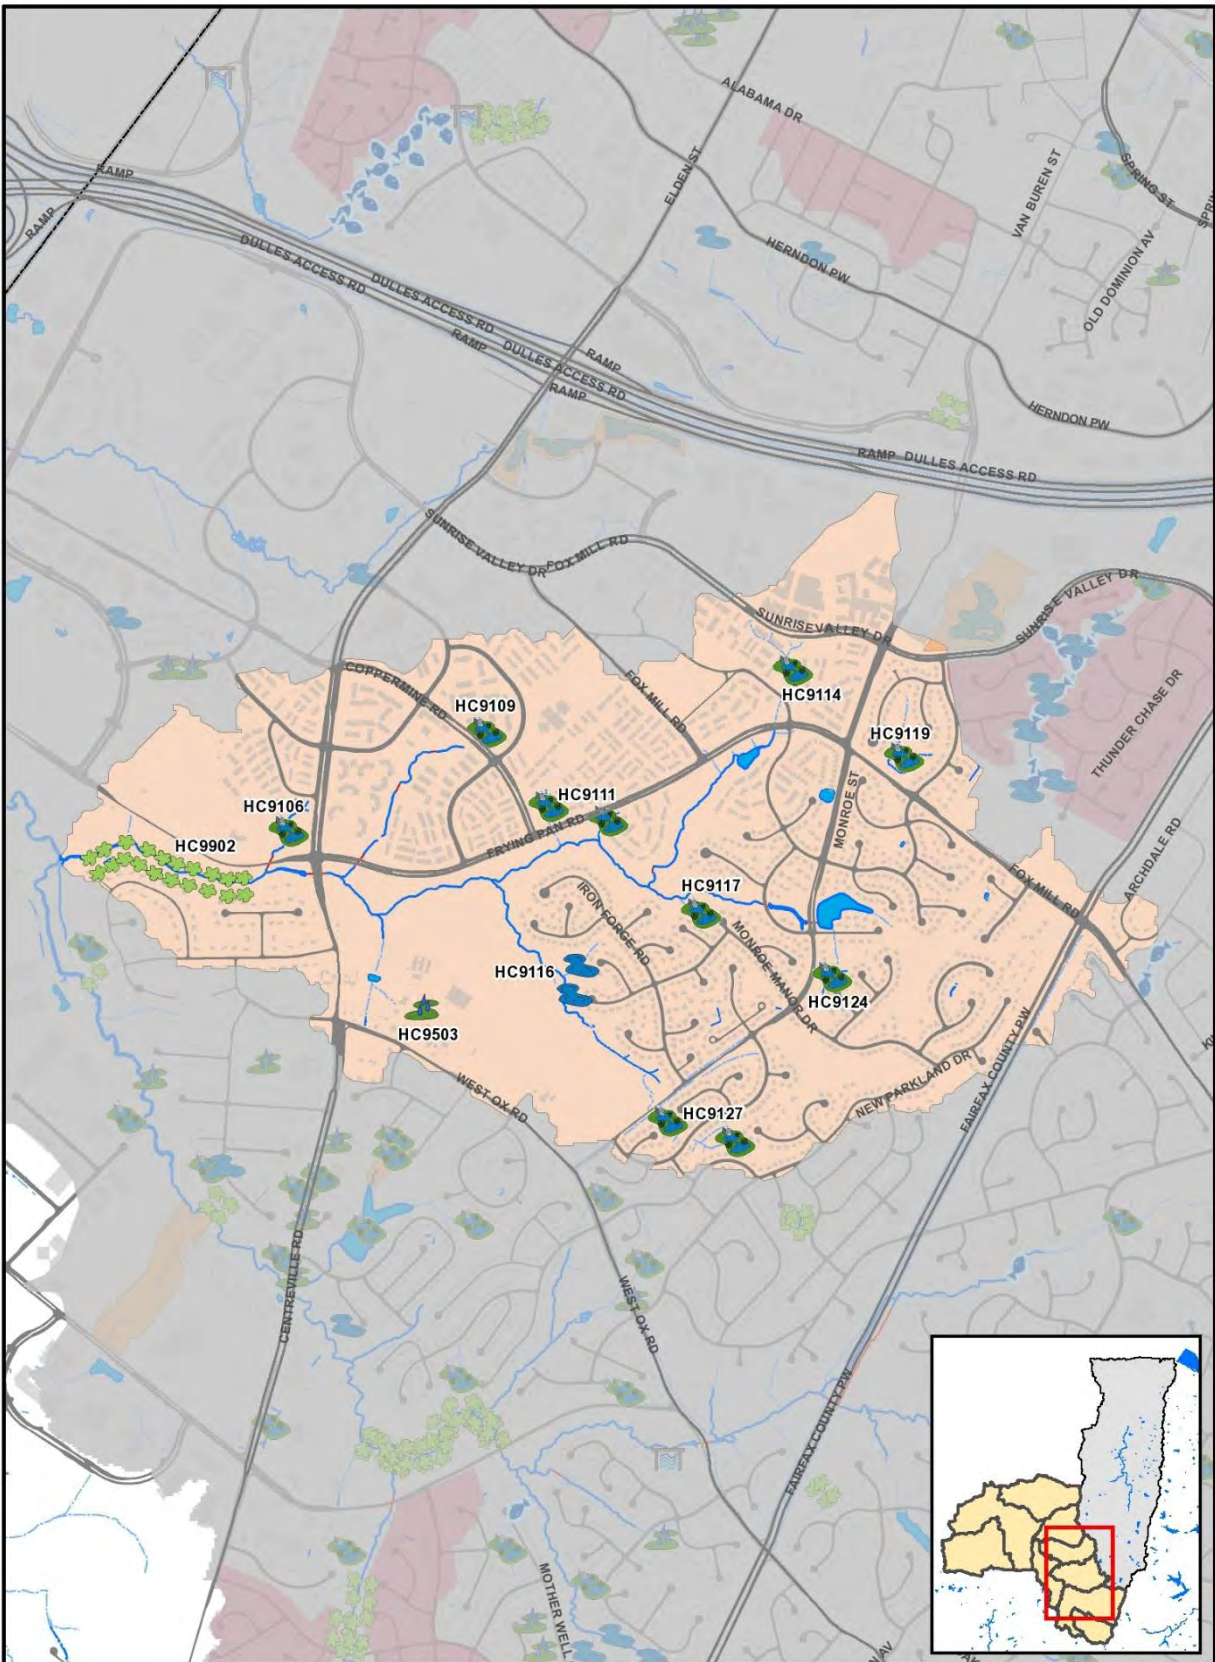 ALABAMA DR
SPRING ST
RAMP
ELDEN ST
VAN BUREN ST
RAMP
HERNDON PW
OLD DOMINION AV
DULLES ACCESS RD
DULLES ACCESS RD
RAMP
RAMP
DULLES ACCESS RD
RAMP
HERNDON PW
RAMP
DULLES ACCESS RD
SUNRISE VALLEY DR
FOX MILL RD
SUNRISE VALLEY DR
SUNRISE VALLEY DR
COPPERMINE RD
FOX MILL RD
HC9114
THUNDER CHASE DR
HC9109
HC9119
HC9106
HC9111
MONROE ST
HC9902
FRYING PAN RD
ARCHDALE RD
HC9117
FOX MILL RD
IRON FORGE RD
MONROE MANOR DR
HC9116
HC9124
HC9503
WEST OX RD
NEW PARKLAND DR
FAIRFAX COUNTY PW
HC9127
CENTREVILLE RD
WEST OX RD
FAIRFAX COUNTY PW
MOTHER WELL